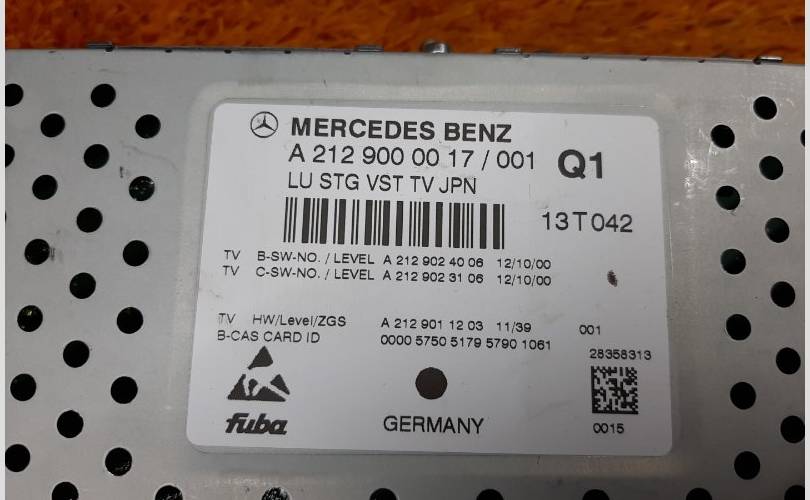 MERCEDES BENZ
A 212 900 00 17 / 001 Q1
LU STG VST TV JPN
13T042
TV B-SW-NO. / LEVEL A 212 902 40 06 12/10/00
TV C-SW-NO. / LEVEL A 212 902 31 06 12/10/00
TV HW/Level/ZGS A 212 901 12 03 11/39 001
B-CAS CARD ID 0000 5750 5179 5790 1061
28358313
fuba GERMANY 0015